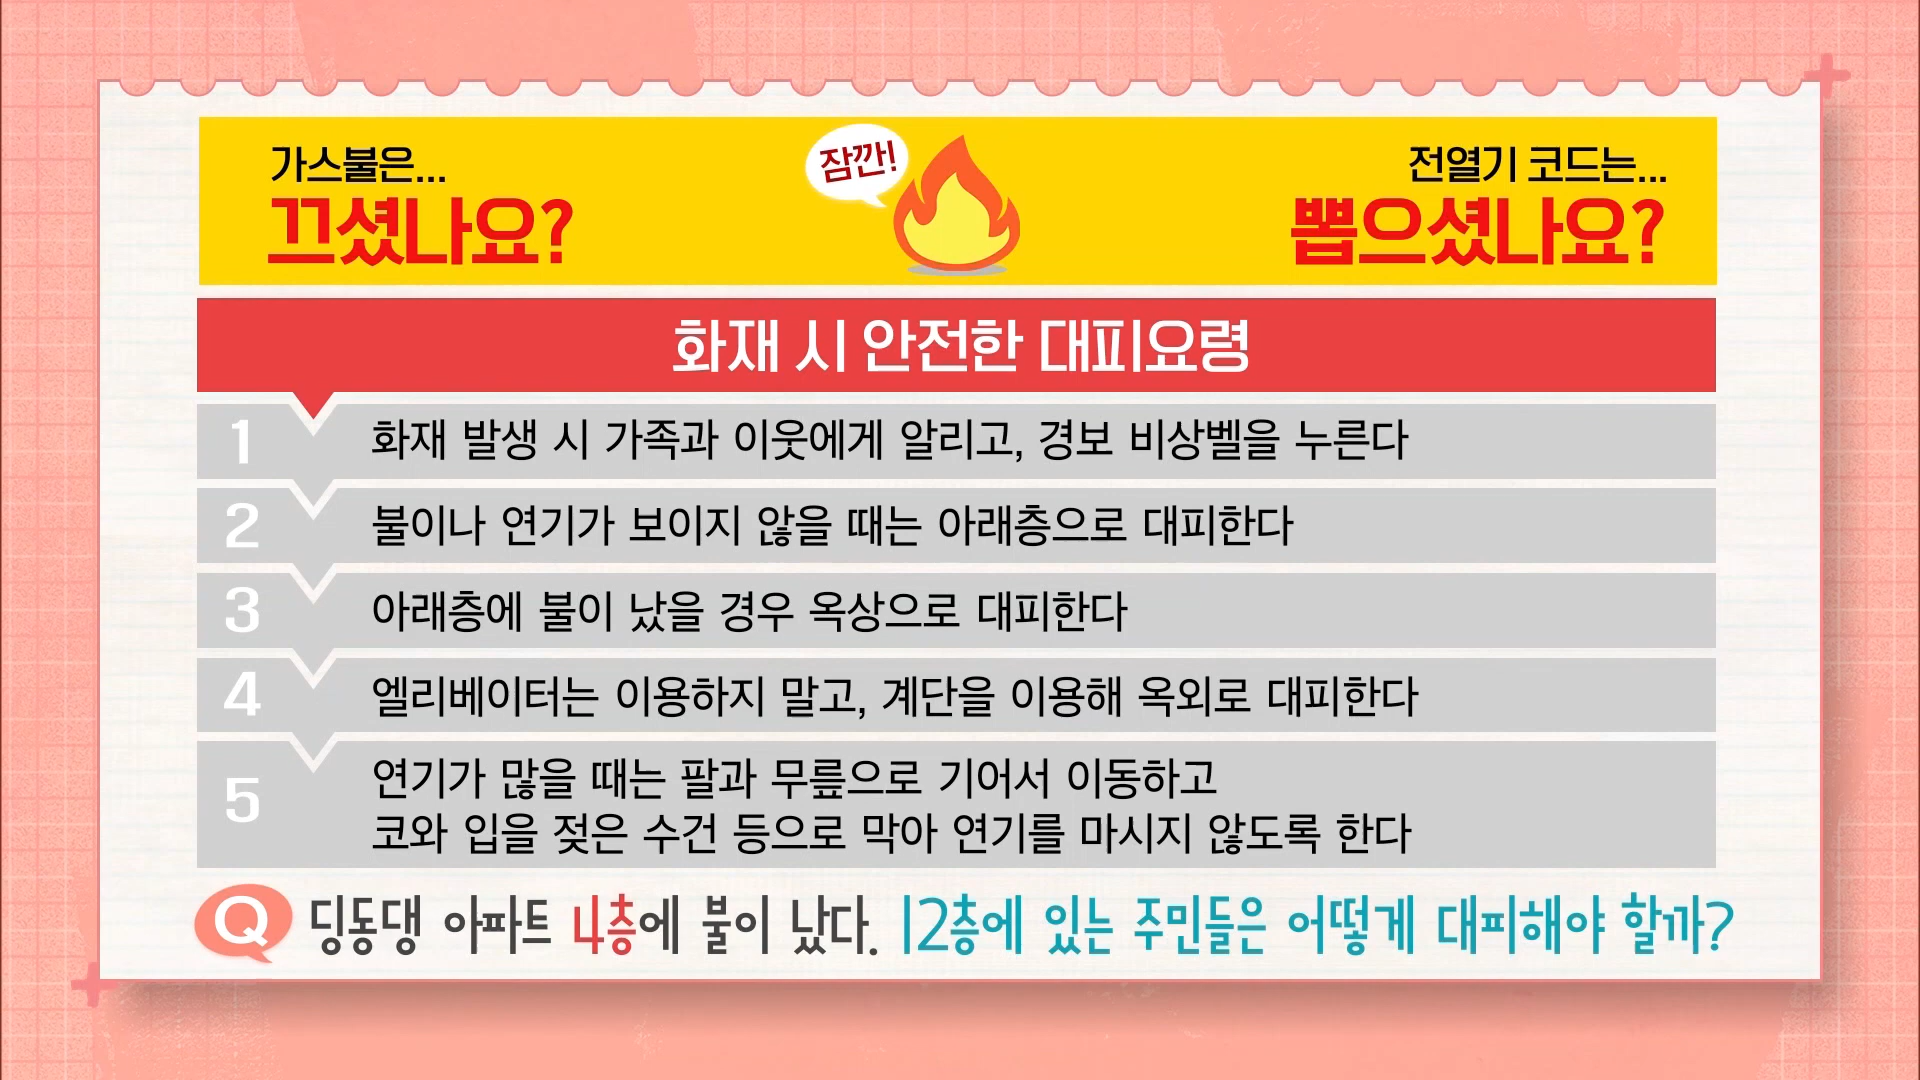 가스불은...
끄셨나요?
잠깐!
전열기 코드는...
뽑으셨나요?
화재 시 안전한 대피요령
1 화재 발생 시 가족과 이웃에게 알리고, 경보 비상벨을 누른다
2 불이나 연기가 보이지 않을 때는 아래층으로 대피한다
3 아래층에 불이 났을 경우 옥상으로 대피한다
4 엘리베이터는 이용하지 말고, 계단을 이용해 옥외로 대피한다
5 연기가 많을 때는 팔과 무릎으로 기어서 이동하고
코와 입을 젖은 수건 등으로 막아 연기를 마시지 않도록 한다
Q 딩동댕 아파트 4층에 불이 났다. 12층에 있는 주민들은 어떻게 대피해야 할까?